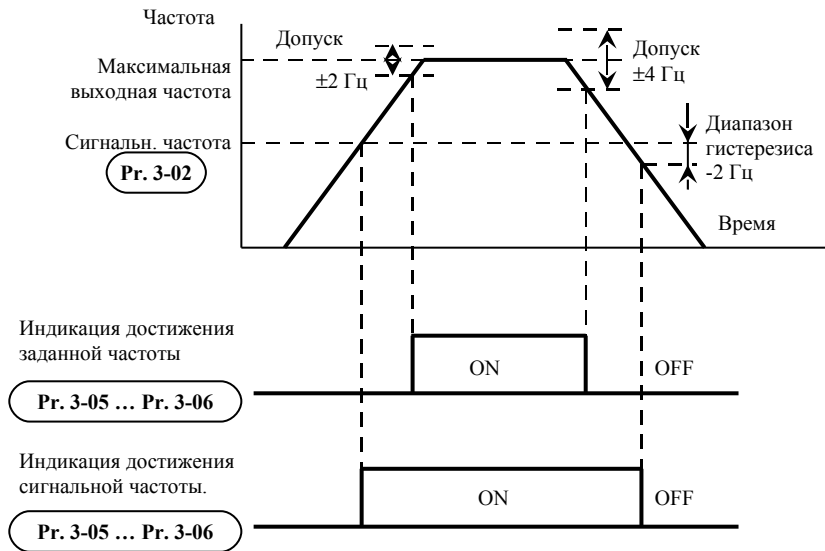 Частота
Допуск
±2 Гц
Допуск
±4 Гц
Максимальная
выходная частота
Сигнальн. частота
Pr. 3-02
Диапазон
гистерезиса
-2 Гц
Время
Индикация достижения
заданной частоты
ON
OFF
Pr. 3-05 ... Pr. 3-06
Индикация достижения
сигнальной частоты.
ON
OFF
Pr. 3-05 ... Pr. 3-06